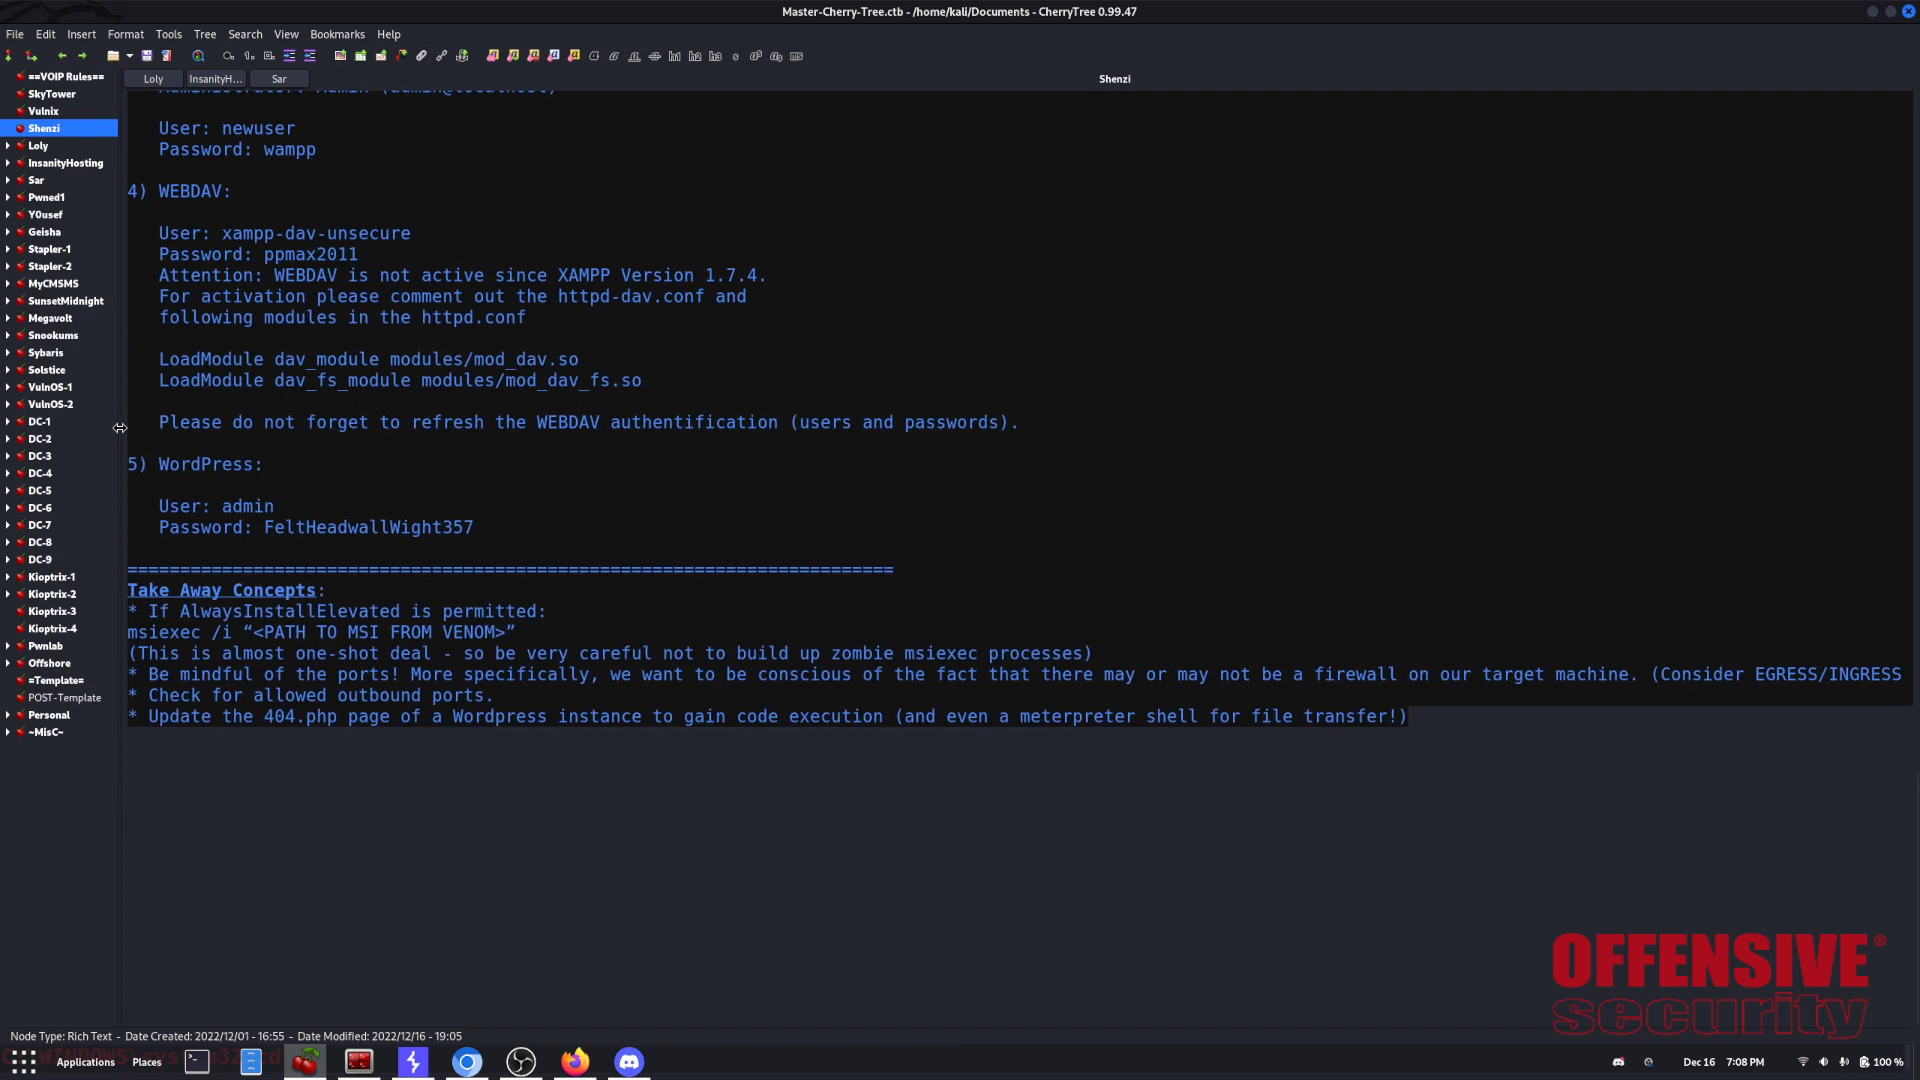 Master-Cherry-Tree.ctb - /home/kali/Documents - CherryTree 0.99.47
File Edit Insert Format Tools Tree Search View Bookmarks Help
Loly InsanityH... Sar
Shenzi
==VOIP Rules==
SkyTower
Vulnix
Shenzi
Loly
InsanityHosting
Sar
Pwned1
Y0usef
Geisha
Stapler-1
Stapler-2
MyCMSMS
SunsetMidnight
Megavolt
Snookums
Sybaris
Solstice
VulnOS-1
VulnOS-2
DC-1
DC-2
DC-3
DC-4
DC-5
DC-6
DC-7
DC-8
DC-9
Kioptrix-1
Kioptrix-2
Kioptrix-3
Kioptrix-4
Pwnlab
Offshore
=Template=
POST-Template
Personal
~MisC~
User: newuser
Password: wampp
4) WEBDAV:
User: xampp-dav-unsecure
Password: ppmax2011
Attention: WEBDAV is not active since XAMPP Version 1.7.4.
For activation please comment out the httpd-dav.conf and
following modules in the httpd.conf
LoadModule dav_module modules/mod_dav.so
LoadModule dav_fs_module modules/mod_dav_fs.so
Please do not forget to refresh the WEBDAV authentification (users and passwords).
5) WordPress:
User: admin
Password: FeltHeadwallWight357
=========================================================================
Take Away Concepts:
* If AlwaysInstallElevated is permitted:
msiexec /i “<PATH TO MSI FROM VENOM>”
(This is almost one-shot deal - so be very careful not to build up zombie msiexec processes)
* Be mindful of the ports! More specifically, we want to be conscious of the fact that there may or may not be a firewall on our target machine. (Consider EGRESS/INGRESS
* Check for allowed outbound ports.
* Update the 404.php page of a Wordpress instance to gain code execution (and even a meterpreter shell for file transfer!)
OFFENSIVE®
security
Node Type: Rich Text - Date Created: 2022/12/01 - 16:55 - Date Modified: 2022/12/16 - 19:05
Applications Places
Dec 16 7:08 PM
100 %